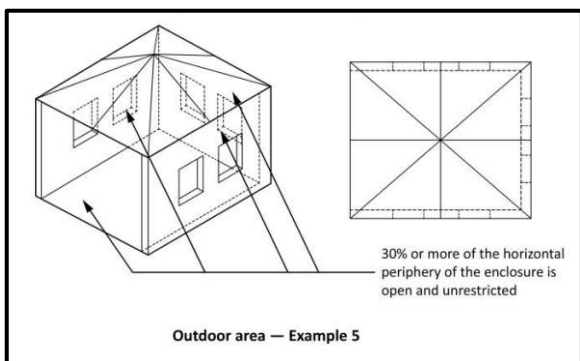 30% or more of the horizontal
periphery of the enclosure is
open and unrestricted
Outdoor area — Example 5